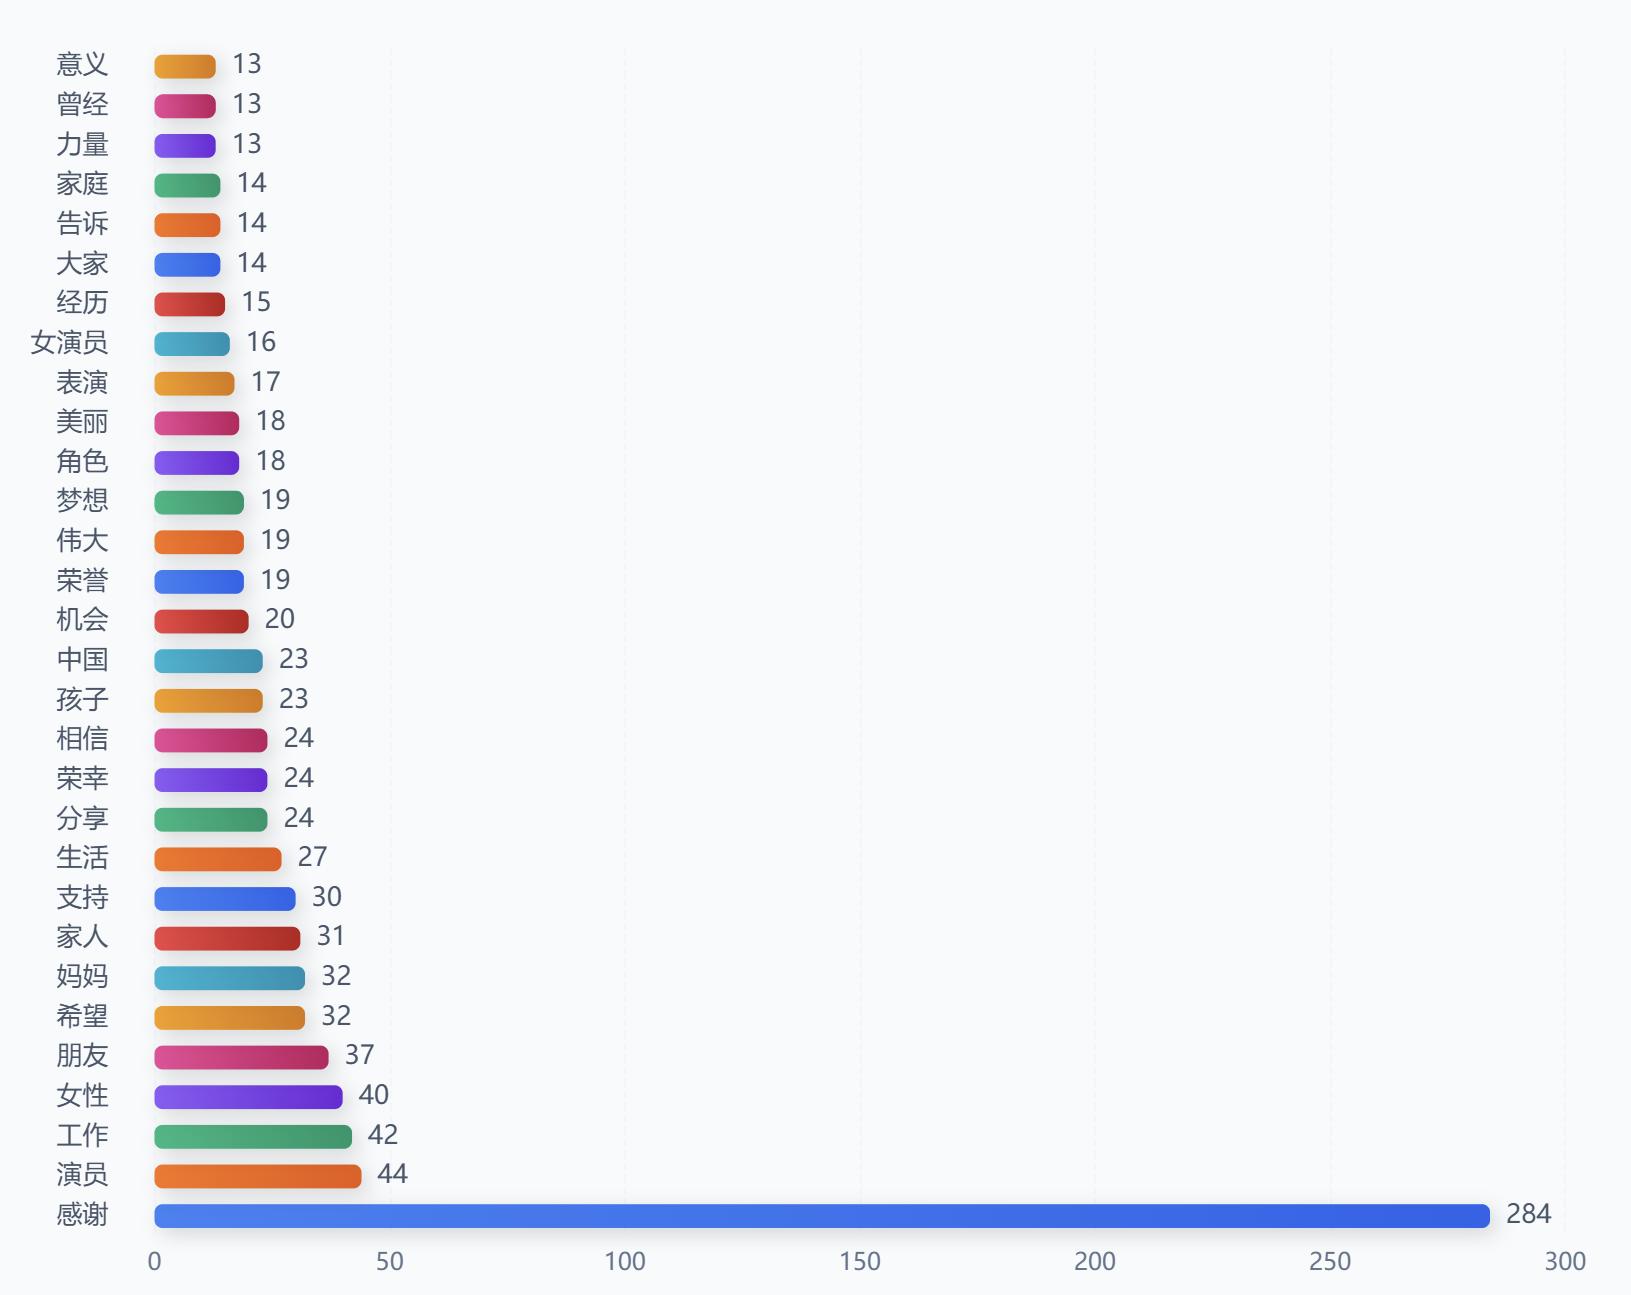 意义 13
曾经 13
力量 13
家庭 14
告诉 14
大家 14
经历 15
女演员 16
表演 17
美丽 18
角色 18
梦想 19
伟大 19
荣誉 19
机会 20
中国 23
孩子 23
相信 24
荣幸 24
分享 24
生活 27
支持 30
家人 31
妈妈 32
希望 32
朋友 37
女性 40
工作 42
演员 44
感谢 284
0 50 100 150 200 250 300